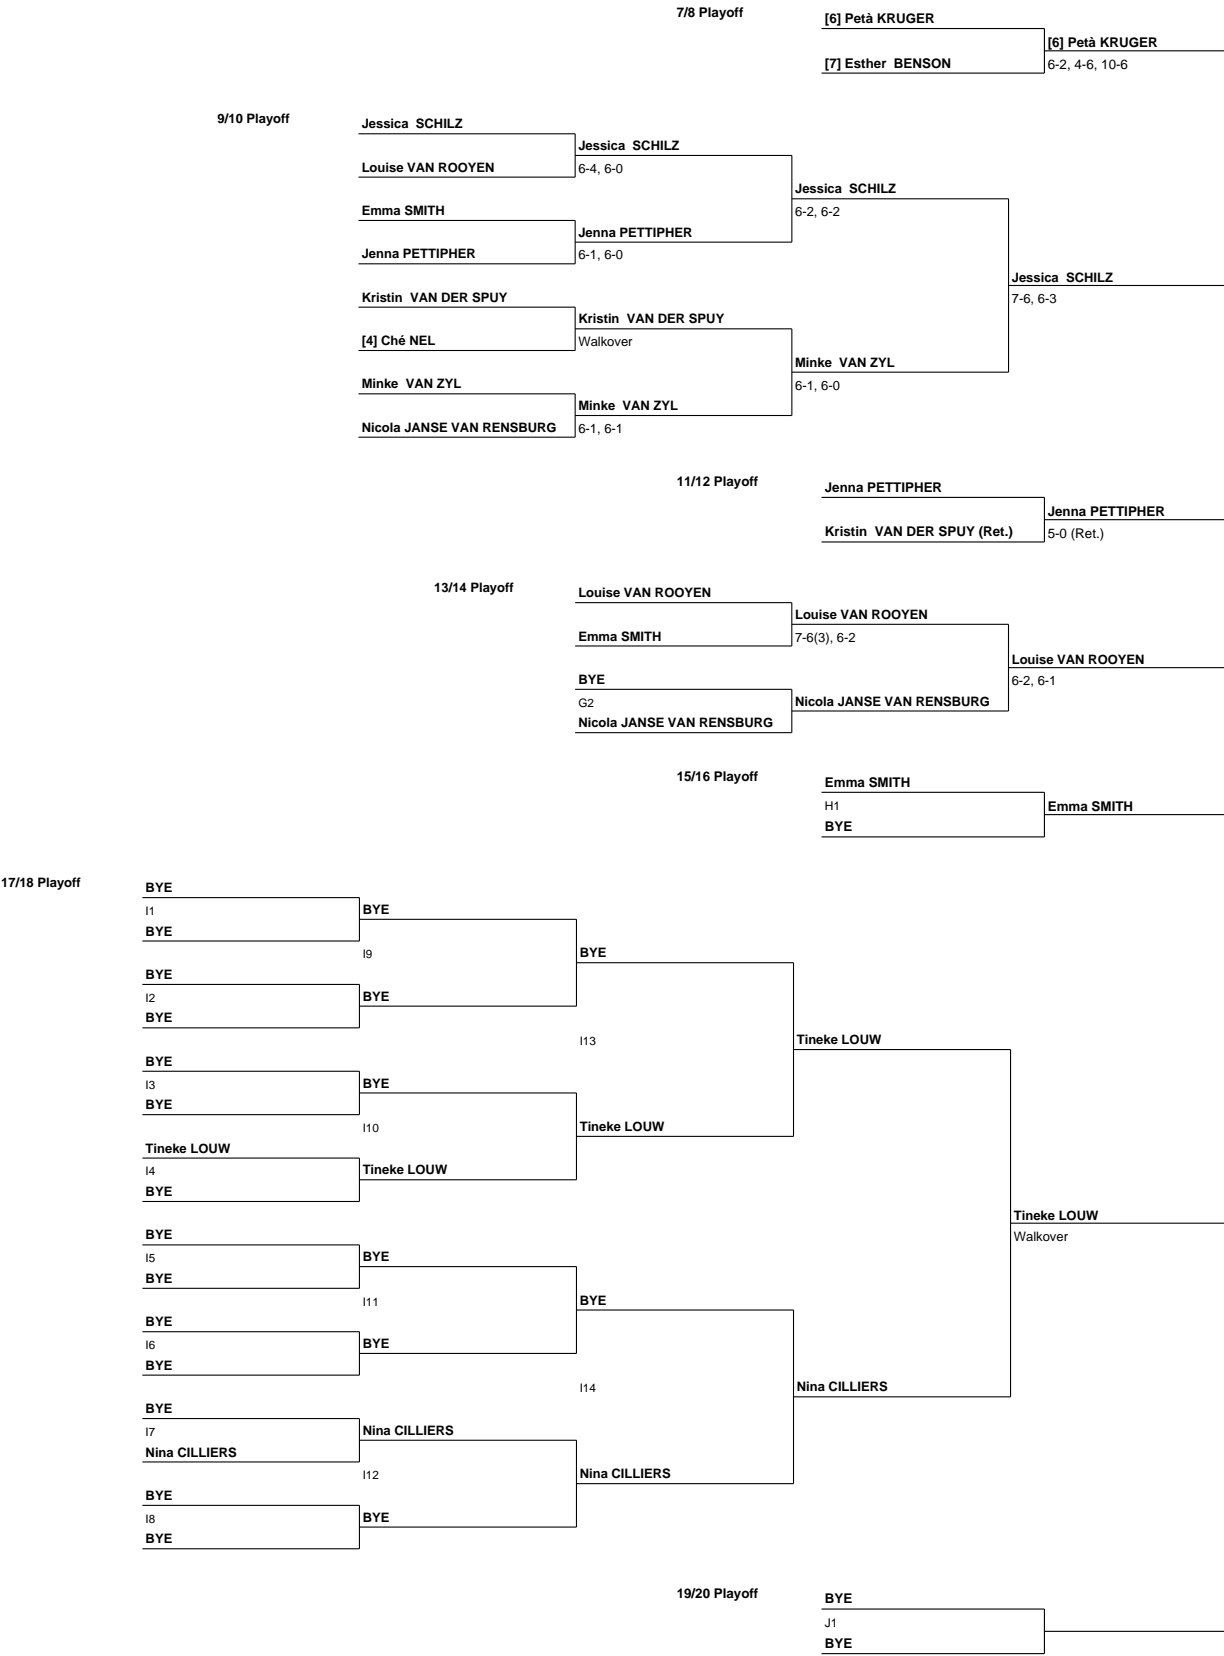 7/8 Playoff
[6] Petà KRUGER
[6] Petà KRUGER
[7] Esther BENSON
6-2, 4-6, 10-6
9/10 Playoff
Jessica SCHILZ
Jessica SCHILZ
Louise VAN ROOYEN
6-4, 6-0
Jessica SCHILZ
6-2, 6-2
Emma SMITH
Jenna PETTIPHER
Jenna PETTIPHER
6-1, 6-0
Jessica SCHILZ
7-6, 6-3
Kristin VAN DER SPUY
Kristin VAN DER SPUY
[4] Ché NEL
Walkover
Minke VAN ZYL
6-1, 6-0
Minke VAN ZYL
Minke VAN ZYL
Nicola JANSE VAN RENSBURG
6-1, 6-1
11/12 Playoff
Jenna PETTIPHER
Jenna PETTIPHER
Kristin VAN DER SPUY (Ret.)
5-0 (Ret.)
13/14 Playoff
Louise VAN ROOYEN
Louise VAN ROOYEN
Emma SMITH
7-6(3), 6-2
Louise VAN ROOYEN
6-2, 6-1
BYE
G2
Nicola JANSE VAN RENSBURG
Nicola JANSE VAN RENSBURG
15/16 Playoff
Emma SMITH
H1
Emma SMITH
BYE
17/18 Playoff
BYE
I1
BYE
BYE
I9
BYE
BYE
I2
BYE
BYE
I13
Tineke LOUW
BYE
I3
BYE
BYE
I10
Tineke LOUW
Tineke LOUW
I4
Tineke LOUW
BYE
Tineke LOUW
Walkover
BYE
I5
BYE
BYE
I11
BYE
BYE
I6
BYE
BYE
I14
Nina CILLIERS
BYE
I7
Nina CILLIERS
Nina CILLIERS
I12
Nina CILLIERS
BYE
I8
BYE
BYE
19/20 Playoff
BYE
J1
BYE